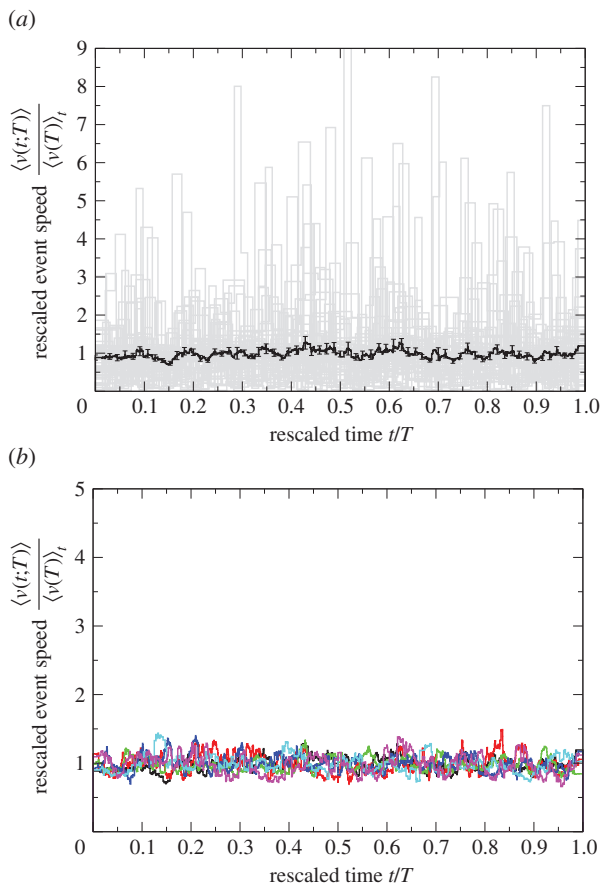 (a)
9
8
7
6
5
4
3
2
1
rescaled event speed ⟨v(t;T)⟩ / ⟨v(T)⟩t
0 0.1 0.2 0.3 0.4 0.5 0.6 0.7 0.8 0.9 1.0
rescaled time t/T
(b)
5
4
3
2
1
0
rescaled event speed ⟨v(t;T)⟩ / ⟨v(T)⟩t
0.1 0.2 0.3 0.4 0.5 0.6 0.7 0.8 0.9 1.0
rescaled time t/T